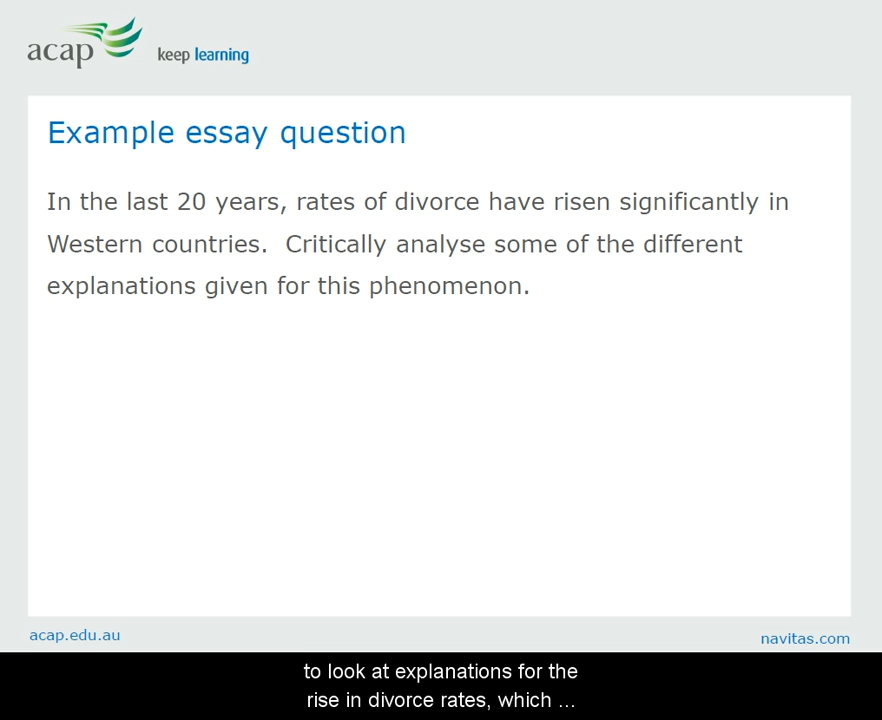 acap keep learning
Example essay question
In the last 20 years, rates of divorce have risen significantly in
Western countries.  Critically analyse some of the different
explanations given for this phenomenon.
acap.edu.au
navitas.com
to look at explanations for the
rise in divorce rates, which ...